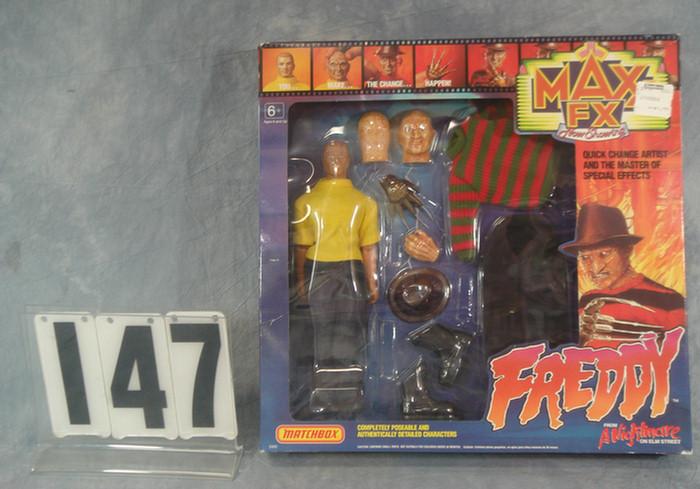 YOU...
MAKE...
THE CHANGE...
HAPPEN!
6+
MAX
FX
QUICK CHANGE ARTIST
AND THE MASTER OF
SPECIAL EFFECTS
147
FREDDY
FROM
A Nightmare
ON ELM STREET
MATCHBOX
COMPLETELY POSEABLE AND
AUTHENTICALLY DETAILED CHARACTERS